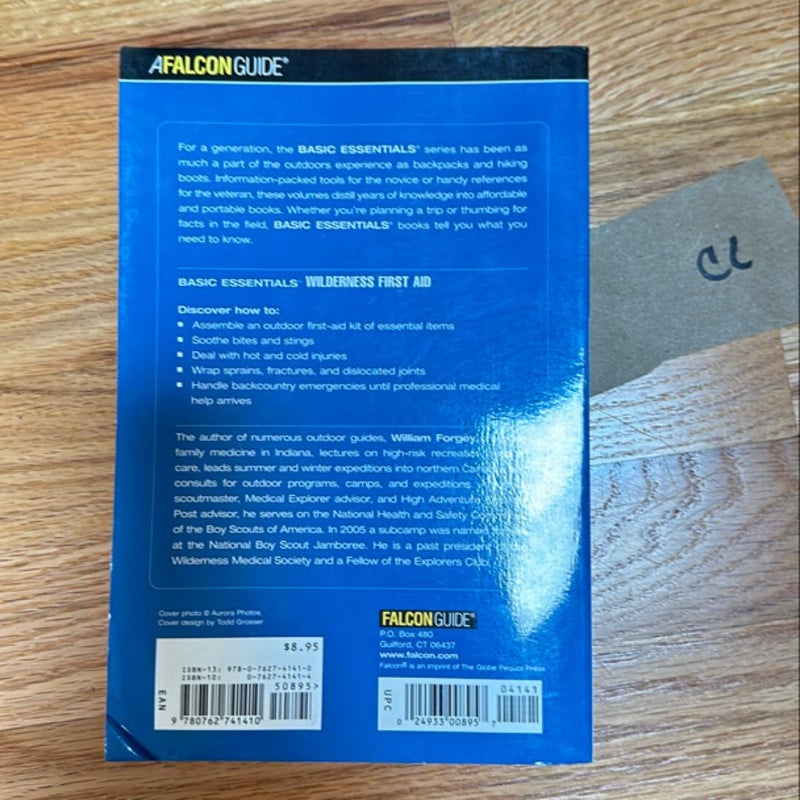 A FALCON GUIDE®
For a generation, the BASIC ESSENTIALS® series has been as
much a part of the outdoors experience as backpacks and hiking
boots. Information-packed tools for the novice or handy references
for the veteran, these volumes distill years of knowledge into affordable
and portable books. Whether you're planning a trip or thumbing for
facts in the field, BASIC ESSENTIALS® books tell you what you
need to know.
BASIC ESSENTIALS® WILDERNESS FIRST AID
Discover how to:
▪ Assemble an outdoor first-aid kit of essential items
▪ Soothe bites and stings
▪ Deal with hot and cold injuries
▪ Wrap sprains, fractures, and dislocated joints
▪ Handle backcountry emergencies until professional medical
help arrives
The author of numerous outdoor guides, William Forgey,
family medicine in Indiana, lectures on high-risk
care, leads summer and winter expeditions into northern
consults for outdoor programs, camps, and expeditions.
scoutmaster, Medical Explorer advisor, and High Adventure
Post advisor, he serves on the National Health and Safety
of the Boy Scouts of America. In 2005 a subcamp was named
at the National Boy Scout Jamboree. He is a past president of the
Wilderness Medical Society and a Fellow of the Explorers Club.
Cover photo © Aurora Photos
Cover design by Todd Grosser
FALCONGUIDE®
P.O. Box 480
Guilford, CT 06437
www.falcon.com
Falcon® is an imprint of The Globe Pequot Press
$8.95
ISBN-13: 978-0-7627-4141-0
ISBN-10: 0-7627-4141-4
50895>
EAN
9 780762 741410
UPC
04141
0 24933 00895 7
CL